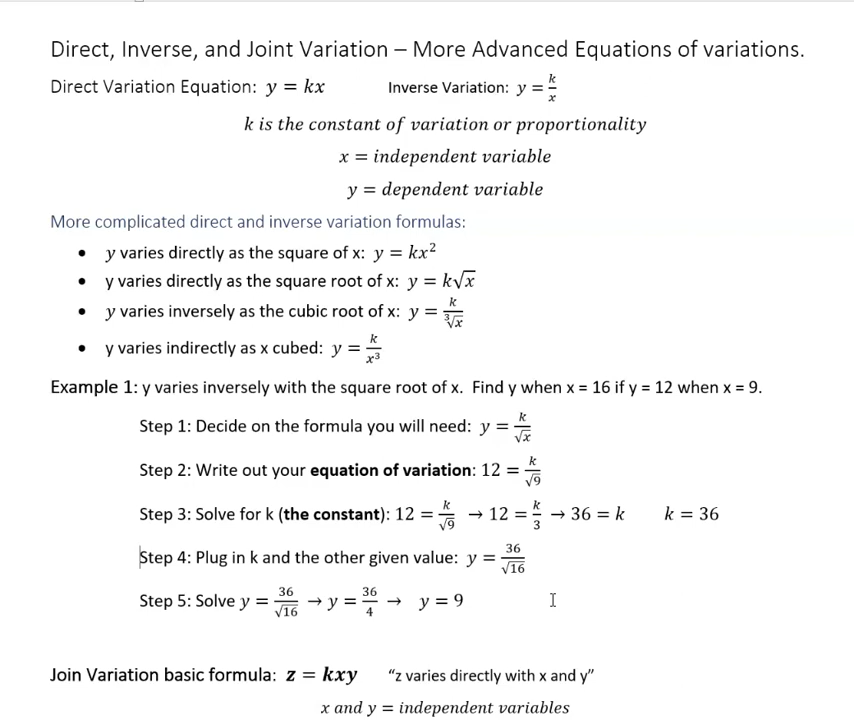 Direct, Inverse, and Joint Variation – More Advanced Equations of variations.
Direct Variation Equation: y = kx Inverse Variation: y = k/x
k is the constant of variation or proportionality
x = independent variable
y = dependent variable
More complicated direct and inverse variation formulas:
• y varies directly as the square of x: y = kx²
• y varies directly as the square root of x: y = k√x
• y varies inversely as the cubic root of x: y = k/∛x
• y varies indirectly as x cubed: y = k/x³
Example 1: y varies inversely with the square root of x. Find y when x = 16 if y = 12 when x = 9.
Step 1: Decide on the formula you will need: y = k/√x
Step 2: Write out your equation of variation: 12 = k/√9
Step 3: Solve for k (the constant): 12 = k/√9 → 12 = k/3 → 36 = k k = 36
Step 4: Plug in k and the other given value: y = 36/√16
Step 5: Solve y = 36/√16 → y = 36/4 → y = 9
Join Variation basic formula: z = kxy "z varies directly with x and y"
x and y = independent variables